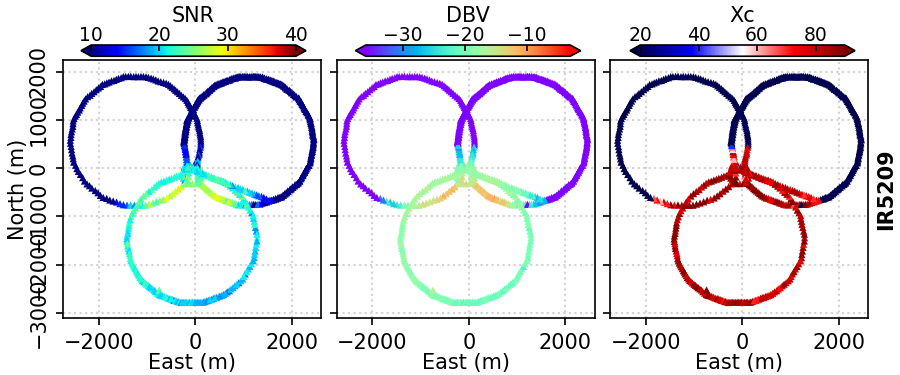 SNR DBV Xc
10 20 30 40 −30 −20 −10 20 40 60 80
2000
1000
0
−1000
−2000
−3000
North (m)
IR5209
−2000 0 2000 −2000 0 2000 −2000 0 2000
East (m) East (m) East (m)